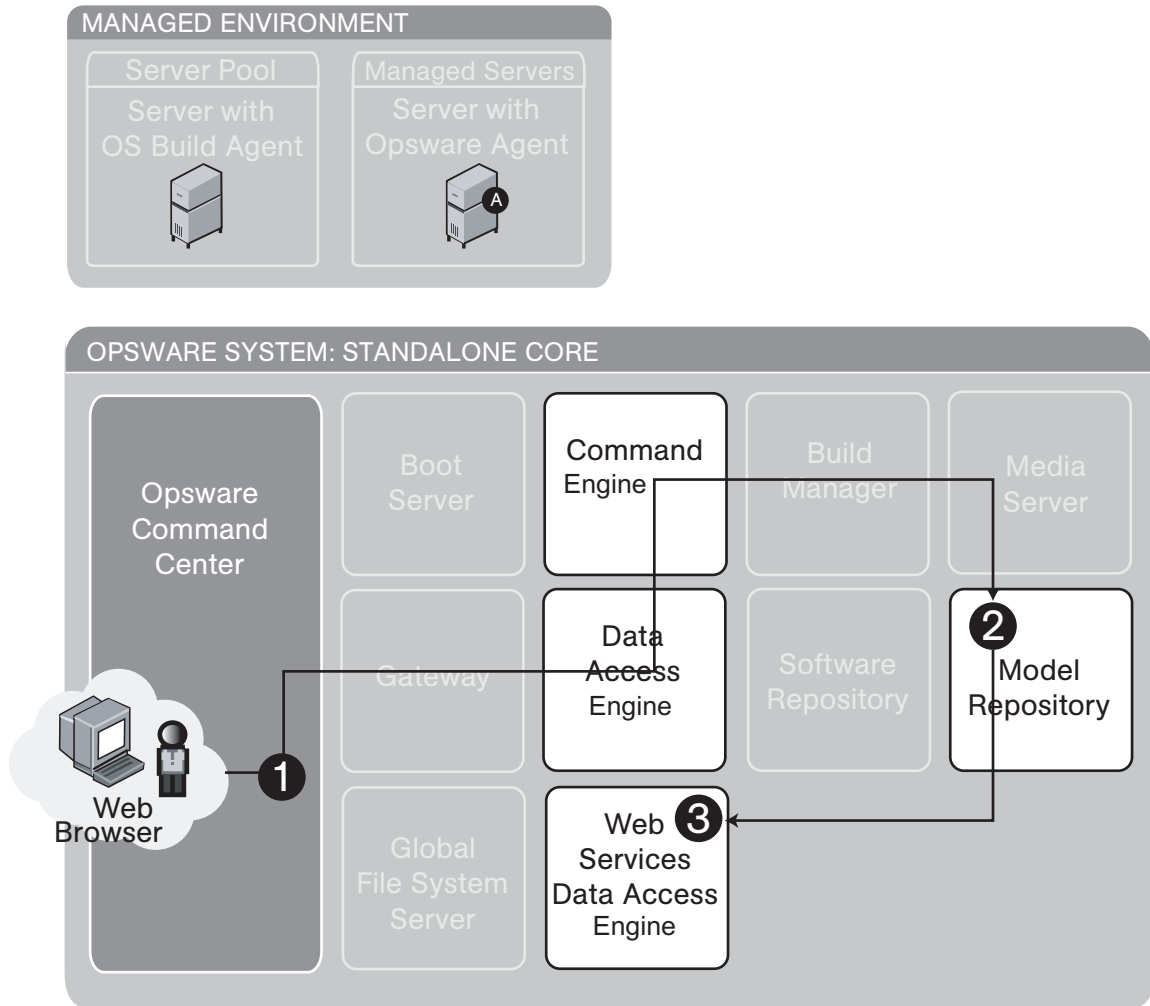 MANAGED ENVIRONMENT
Server Pool
Server with
OS Build Agent
Managed Servers
Server with
Opsware Agent
A
OPSWARE SYSTEM: STANDALONE CORE
Opsware
Command
Center
Boot
Server
Command
Engine
Build
Manager
Media
Server
Gateway
Data
Access
Engine
Software
Repository
2
Model
Repository
1
Web
Browser
Global
File System
Server
Web
Services
Data Access
Engine
3